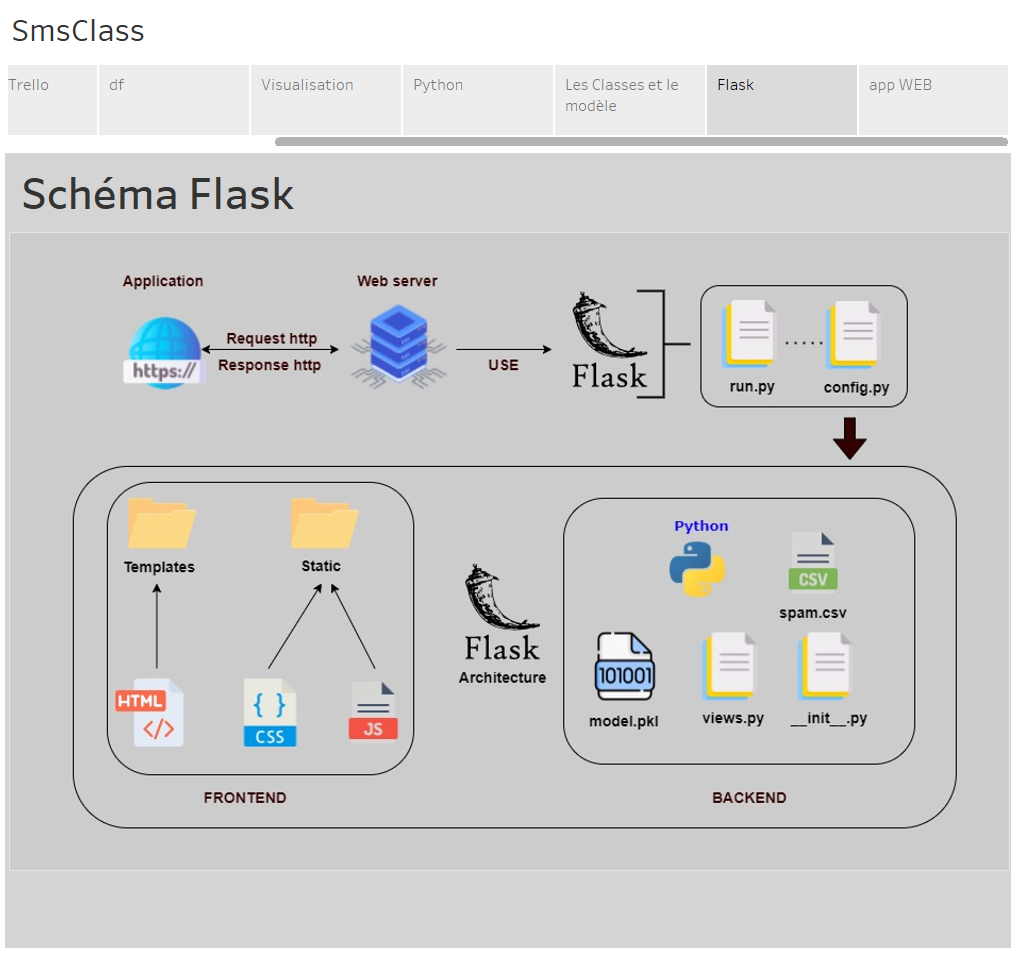 SmsClass
Trello
df
Visualisation
Python
Les Classes et le
modèle
Flask
app WEB
Schéma Flask
Application
Web server
https://
Request http
Response http
USE
Flask
run.py
.....
config.py
Templates
Static
HTML
</>
{ }
CSS
JS
FRONTEND
Flask
Architecture
Python
CSV
spam.csv
101001
model.pkl
views.py
__init__.py
BACKEND